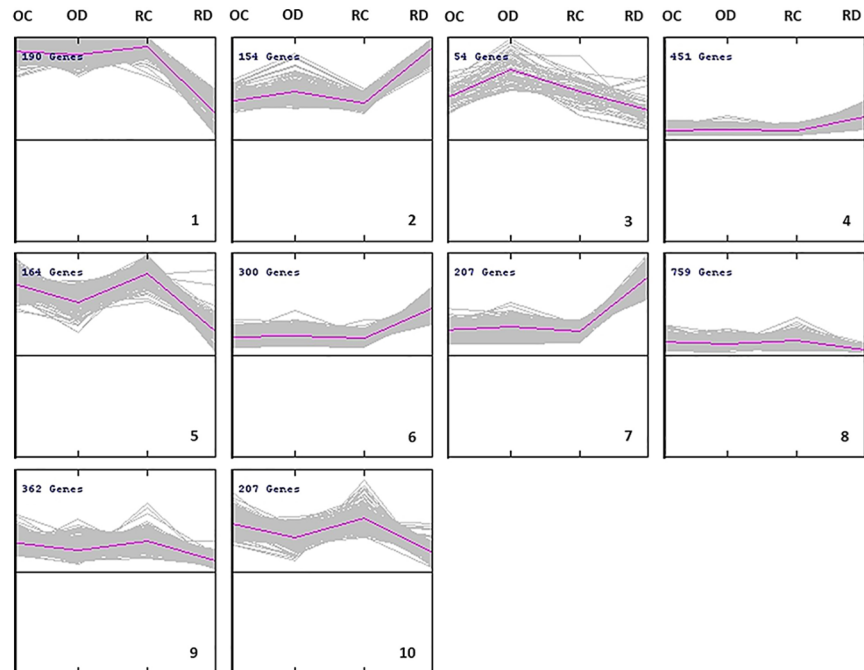 OC OD RC RD OC OD RC RD OC OD RC RD OC OD RC RD
190 Genes 154 Genes 54 Genes 451 Genes
1 2 3 4
164 Genes 300 Genes 207 Genes 759 Genes
5 6 7 8
362 Genes 207 Genes
9 10